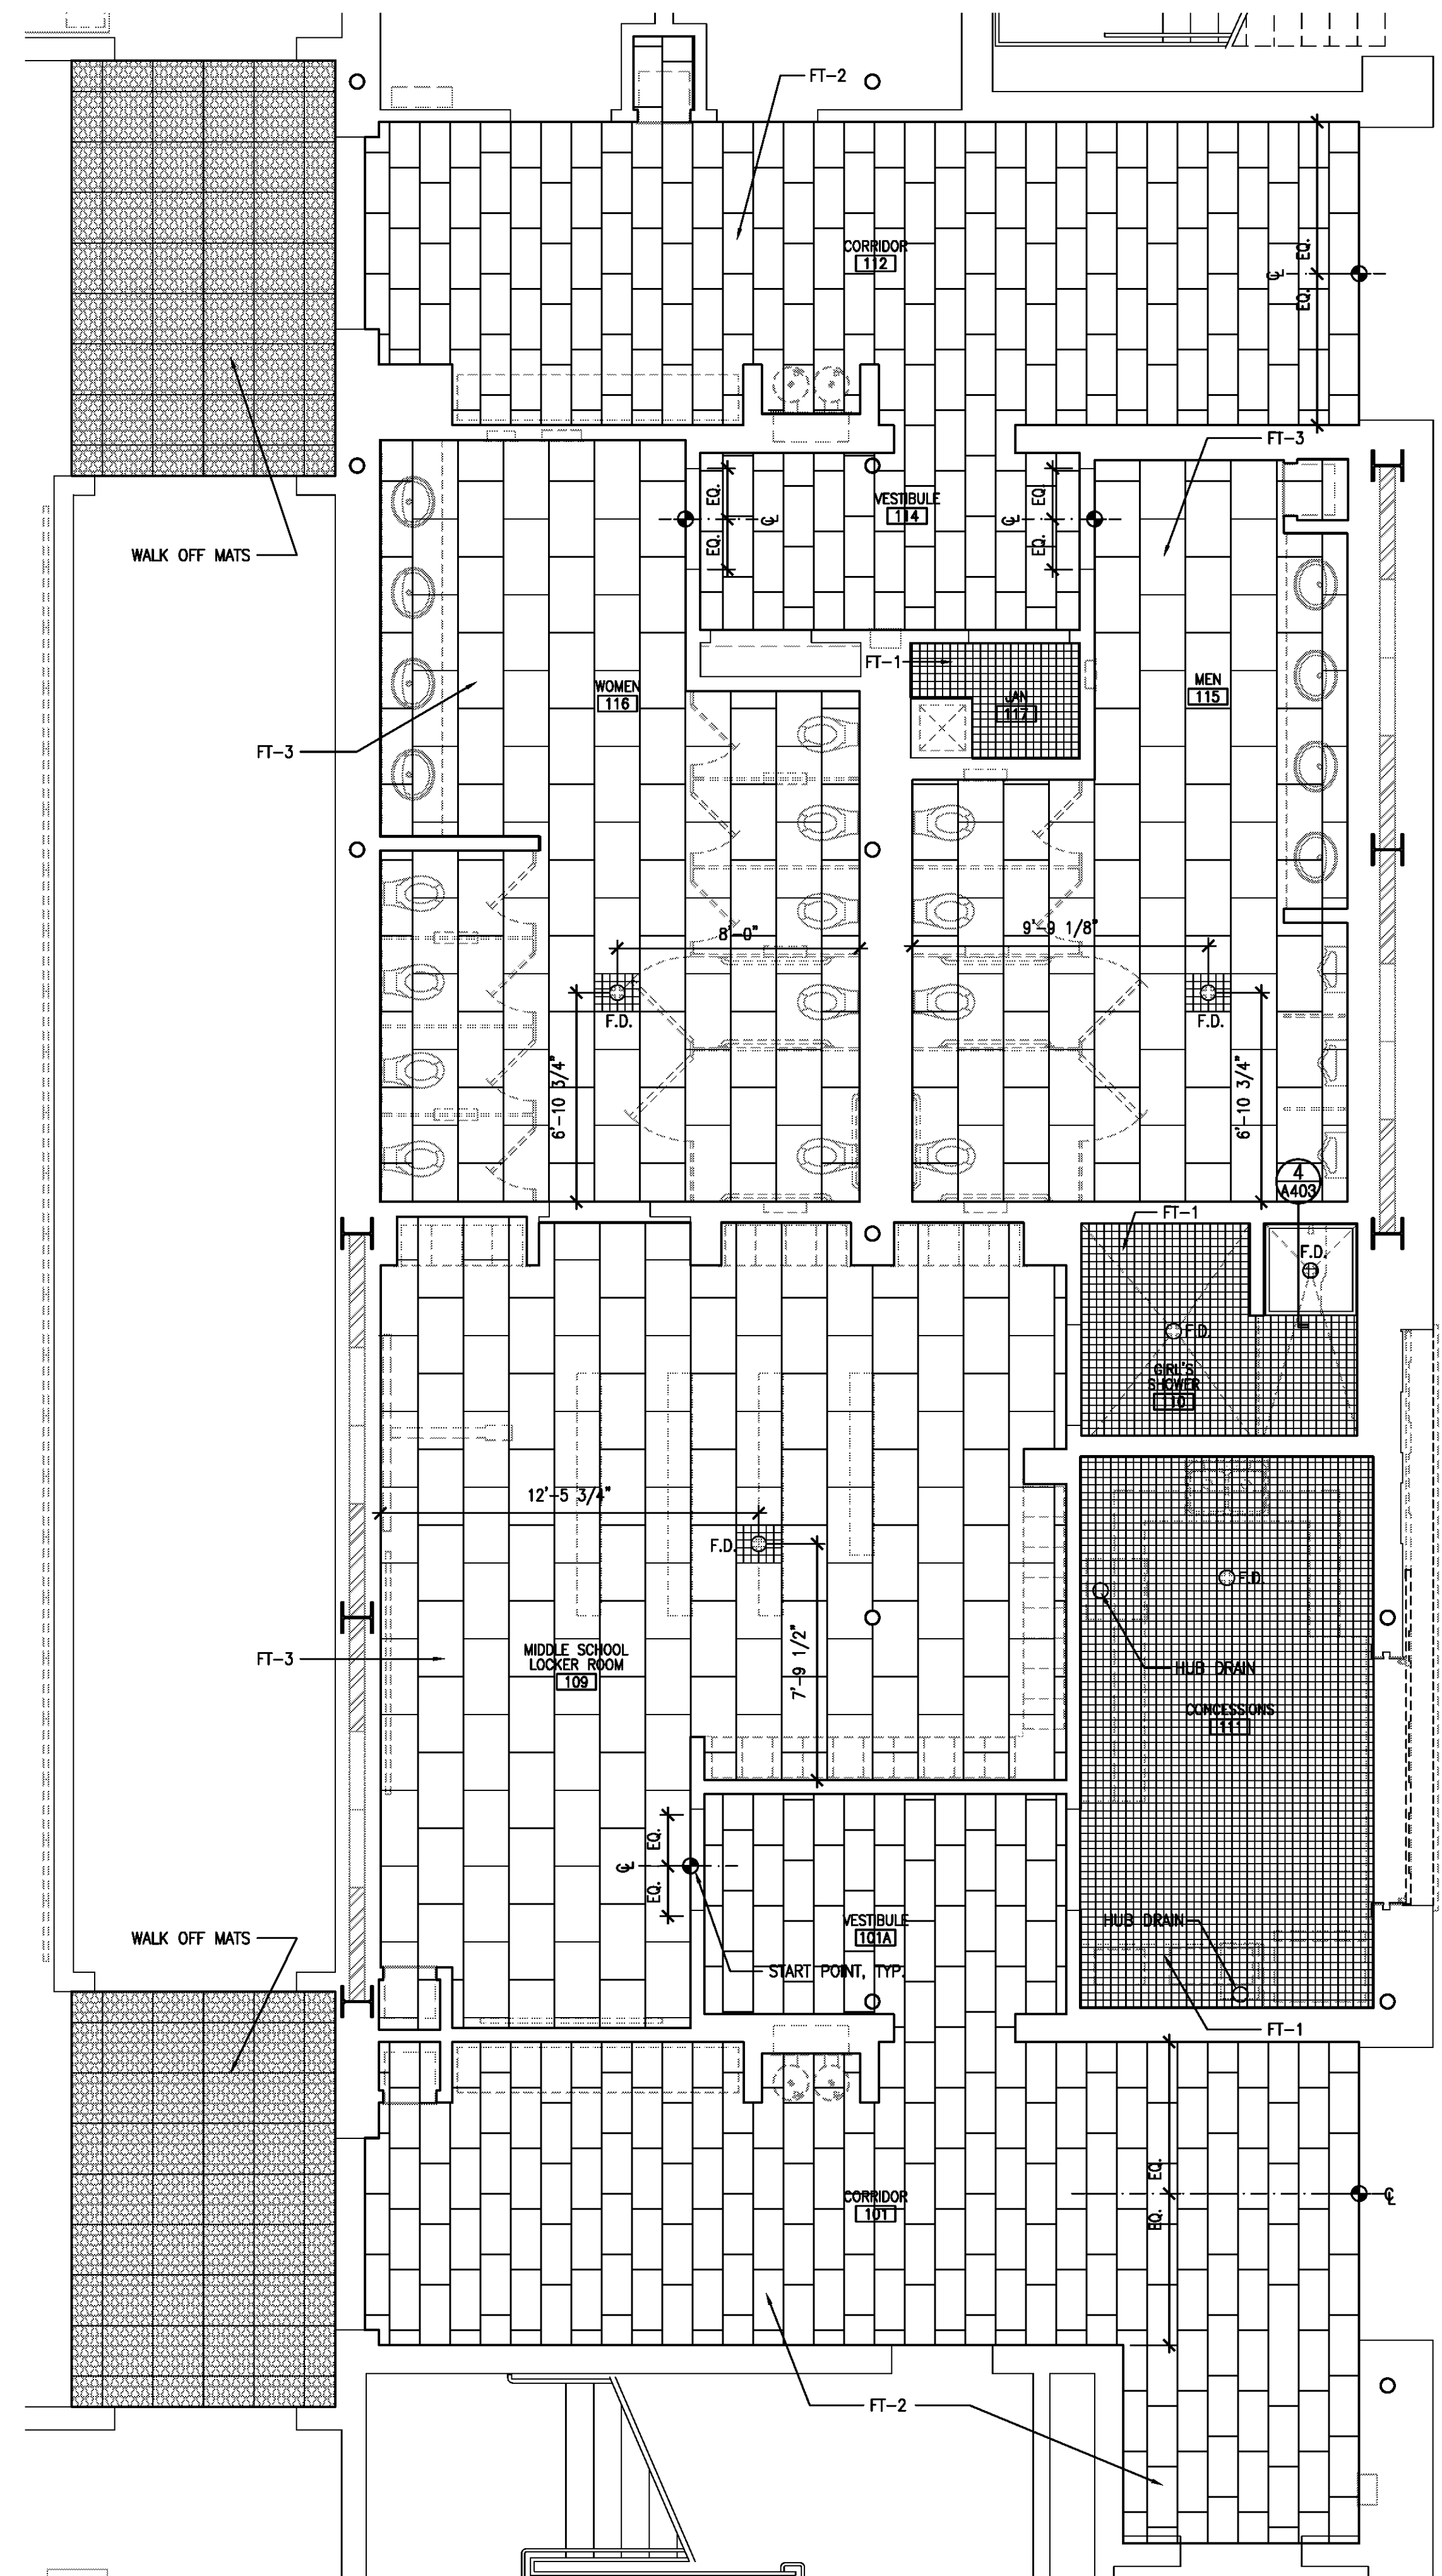 FT-2
CORRIDOR
112
EQ.
EQ.
℄
FT-3
VESTIBULE
114
EQ.
EQ.
℄
EQ.
EQ.
℄
WALK OFF MATS
FT-1
JAN
117
WOMEN
116
MEN
115
FT-3
8'-0"
9'-9 1/8"
F.D.
F.D.
6'-10 3/4"
6'-10 3/4"
4
A403
FT-1
F.D.
F.D.
GIRL'S
SHOWER
110
12'-5 3/4"
F.D.
F.D.
7'-9 1/2"
FT-3
MIDDLE SCHOOL
LOCKER ROOM
109
HUB DRAIN
CONCESSIONS
111
EQ.
EQ.
℄
VESTIBULE
101A
HUB DRAIN
WALK OFF MATS
START POINT, TYP.
FT-1
EQ.
EQ.
℄
CORRIDOR
101
FT-2